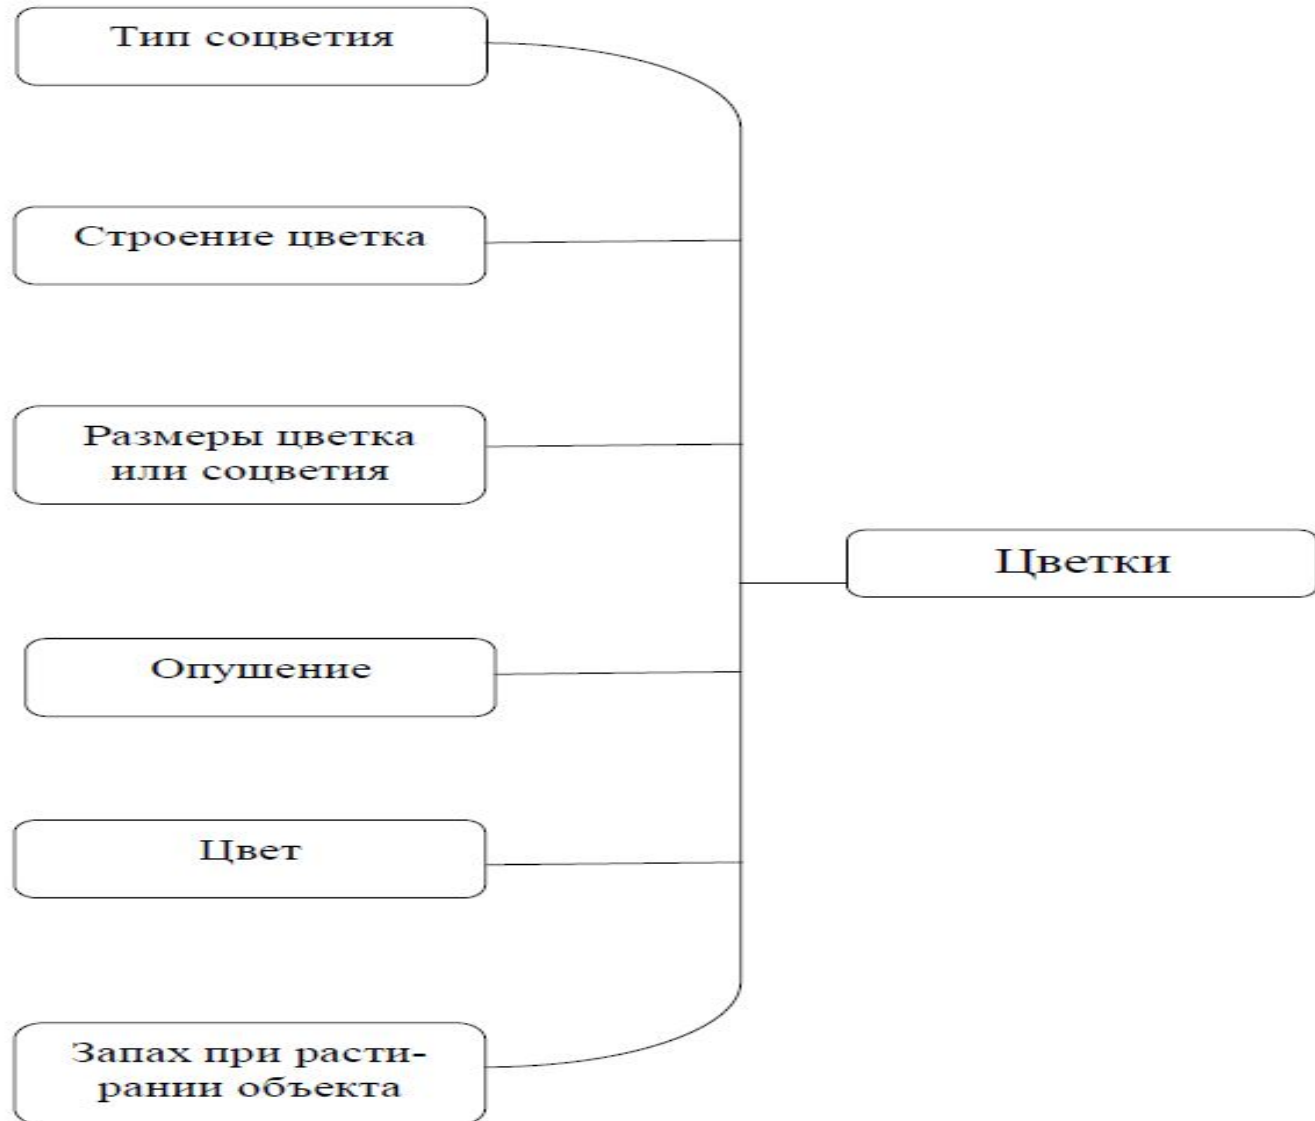 Тип соцветия
Строение цветка
Размеры цветка
или соцветия
Цветки
Опушение
Цвет
Запах при расти-
рании объекта